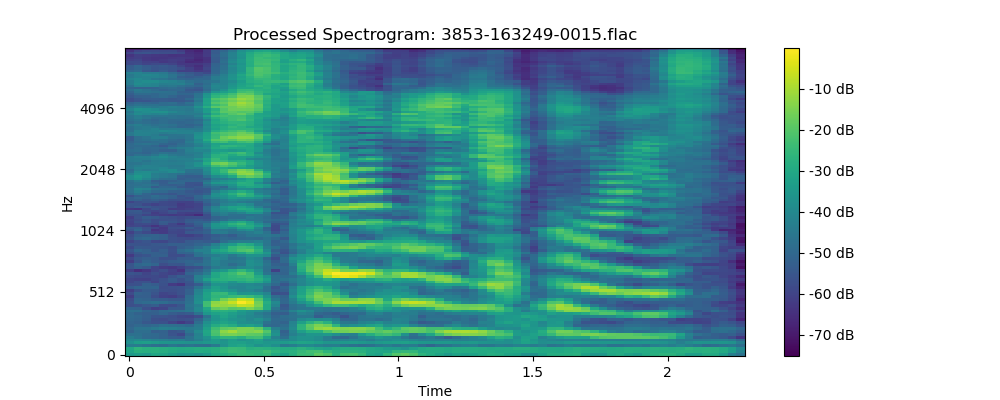 Processed Spectrogram: 3853-163249-0015.flac
Hz
4096
2048
1024
512
0
0
0.5
1
1.5
2
Time
-10 dB
-20 dB
-30 dB
-40 dB
-50 dB
-60 dB
-70 dB